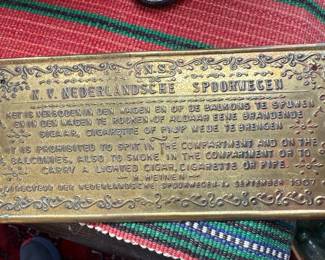 N.S.
N.V. NEDERLANDSCHE SPOORWEGEN
HET IS VERBODEN IN DEN WAGEN EN OP DE BALKONS TE SPUWEN
EN IN DEN WAGEN TE ROOKEN OF ALDAAR EENE BRANDENDE
SIGAAR, CIGARETTE OF PIJP MEDE TE BRENGEN
IT IS PROHIBITED TO SPIT IN THE COMPARTMENT AND ON THE
BALCONIES, ALSO TO SMOKE IN THE COMPARTMENT OR TO
CARRY A LIGHTED CIGAR, CIGARETTE OR PIPE.
DER NEDERLANDSCHE SPOORWEGEN 4 SEPTEMBER